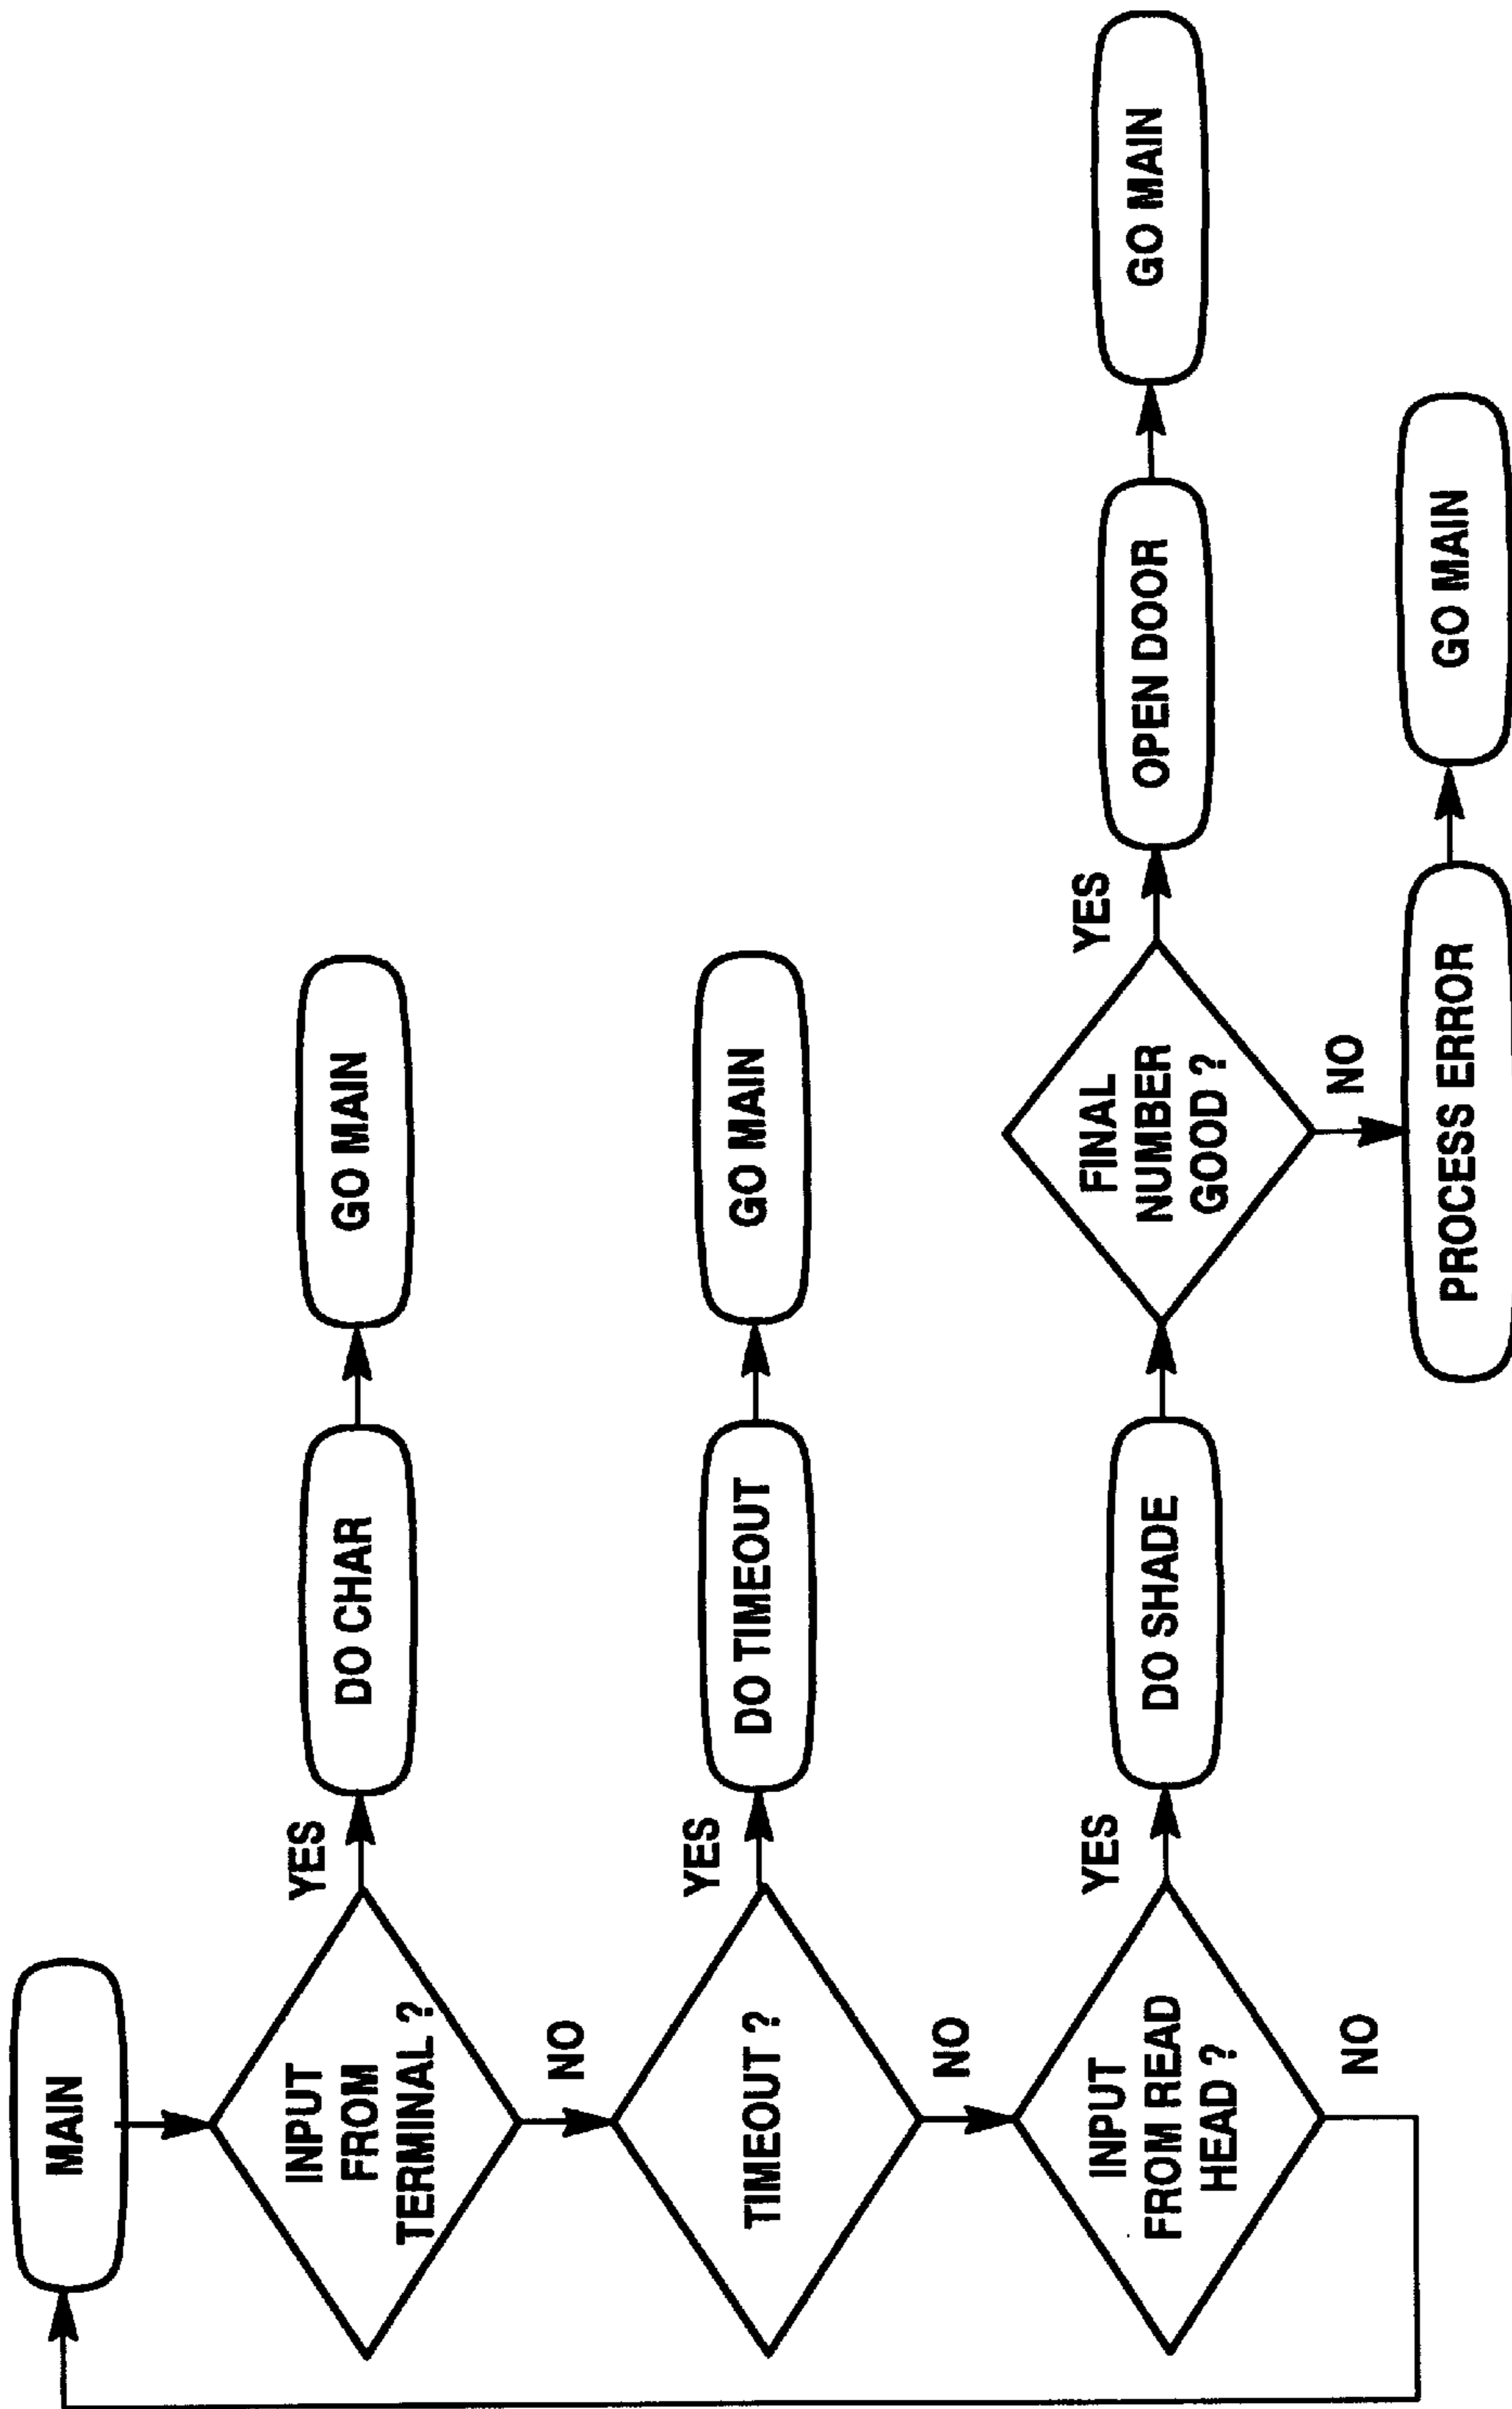 MAIN
INPUT
FROM
TERMINAL ?
YES
DO CHAR
GO MAIN
NO
TIMEOUT ?
YES
DO TIMEOUT
GO MAIN
NO
INPUT
FROM READ
HEAD ?
YES
DO SHADE
FINAL
NUMBER
GOOD ?
YES
OPEN DOOR
GO MAIN
NO
NO
PROCESS ERROR
GO MAIN